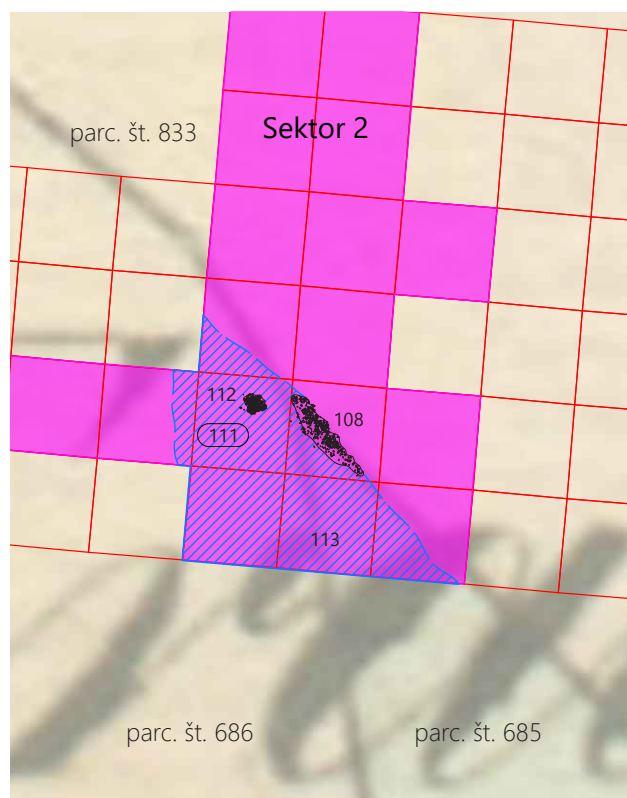 Sektor 2
parc. št. 833
112
111
108
113
parc. št. 686
parc. št. 685